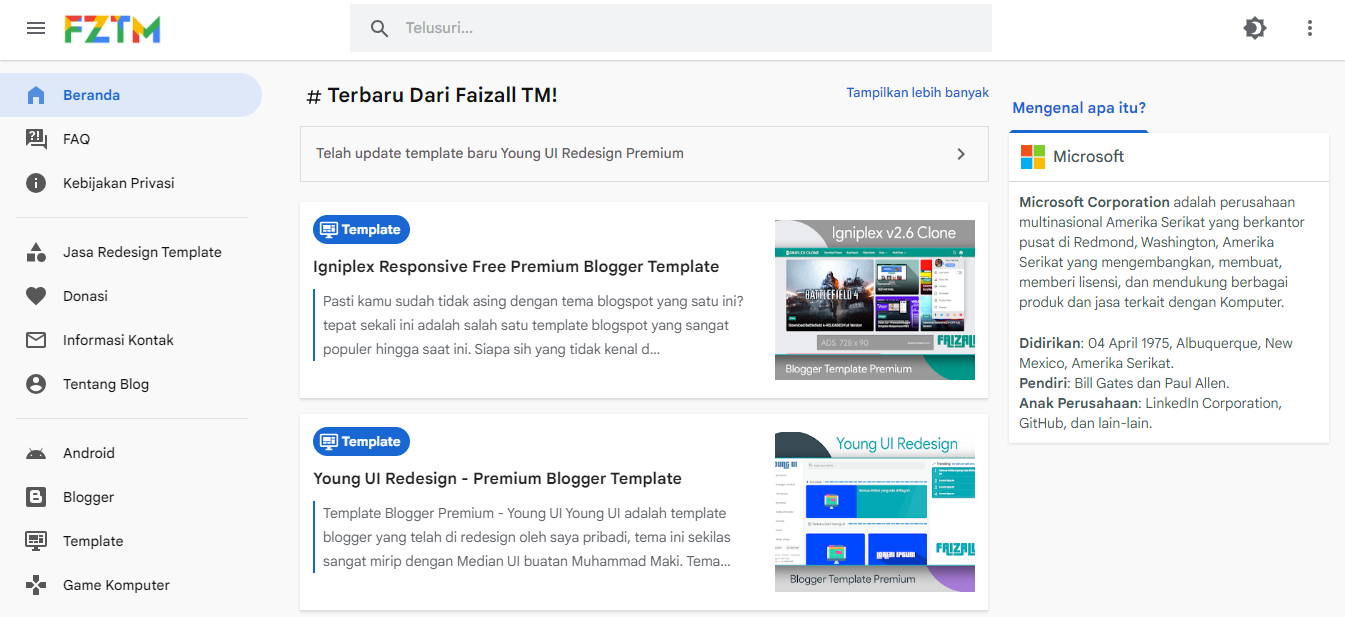 FZTM
Telusuri...
Beranda
FAQ
Kebijakan Privasi
Jasa Redesign Template
Donasi
Informasi Kontak
Tentang Blog
Android
Blogger
Template
Game Komputer
# Terbaru Dari Faizall TM!
Tampilkan lebih banyak
Telah update template baru Young UI Redesign Premium
Template
Igniplex Responsive Free Premium Blogger Template
Pasti kamu sudah tidak asing dengan tema blogspot yang satu ini?
tepat sekali ini adalah salah satu template blogspot yang sangat
populer hingga saat ini. Siapa sih yang tidak kenal d...
Igniplex v2.6 Clone
BATTLEFIELD 4
ADS 728 x 90
FAIZALL
Blogger Template Premium
Template
Young UI Redesign - Premium Blogger Template
Template Blogger Premium - Young UI Young UI adalah template
blogger yang telah di redesign oleh saya pribadi, tema ini sekilas
sangat mirip dengan Median UI buatan Muhammad Maki. Tema...
Young UI Redesign
LOREM IPSUM
FAIZALL
Blogger Template Premium
Mengenal apa itu?
Microsoft
Microsoft Corporation adalah perusahaan
multinasional Amerika Serikat yang berkantor
pusat di Redmond, Washington, Amerika
Serikat yang mengembangkan, membuat,
memberi lisensi, dan mendukung berbagai
produk dan jasa terkait dengan Komputer.
Didirikan: 04 April 1975, Albuquerque, New
Mexico, Amerika Serikat.
Pendiri: Bill Gates dan Paul Allen.
Anak Perusahaan: LinkedIn Corporation,
GitHub, dan lain-lain.